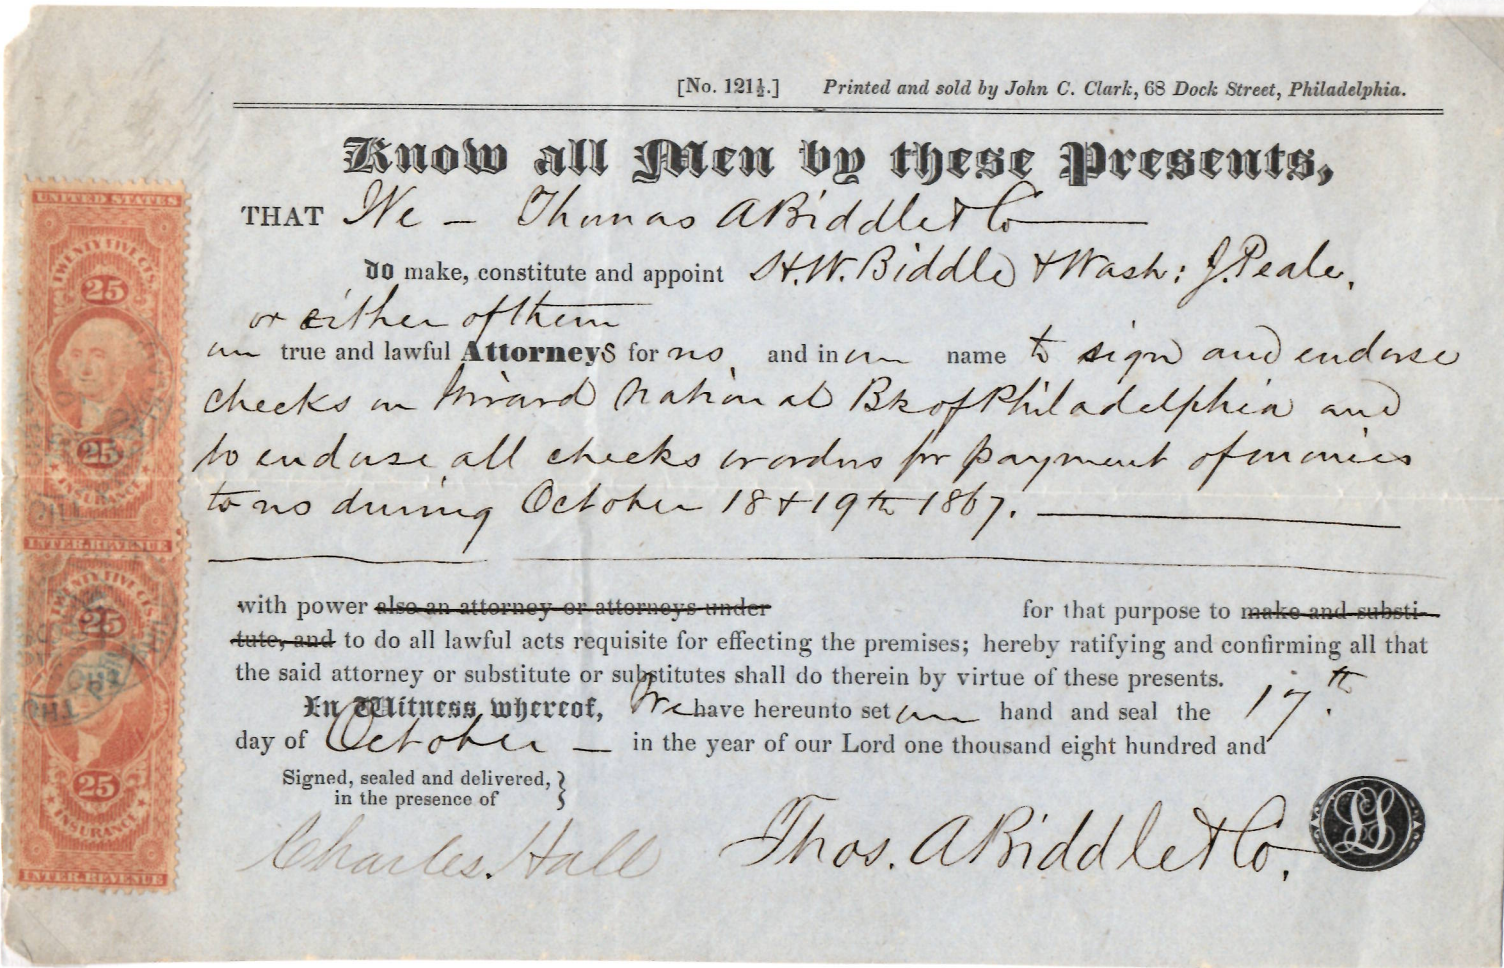 [No. 121½.] Printed and sold by John C. Clark, 68 Dock Street, Philadelphia.
Know all Men by these Presents,
THAT We – Thomas A Biddle & Co
do make, constitute and appoint H.W. Biddle & Wash: J. Peale,
or either of them
our true and lawful Attorneys for us and in our name to sign and endorse
checks on Girard National Bk of Philadelphia and
to endorse all checks or orders for payment of monies
to us during October 18 & 19th 1867.
with power also an attorney or attorneys under for that purpose to make and substi-
tute, and to do all lawful acts requisite for effecting the premises; hereby ratifying and confirming all that
the said attorney or substitute or substitutes shall do therein by virtue of these presents.
In Witness whereof, We have hereunto set our hand and seal the 17th
day of October – in the year of our Lord one thousand eight hundred and
Signed, sealed and delivered,
in the presence of
Charles Hall
Thos. A Biddle & Co.
LS
UNITED STATES
TWENTY FIVE CTS.
25
25
INSURANCE
INTER. REVENUE
TWENTY FIVE CTS.
25
25
INSURANCE
INTER. REVENUE